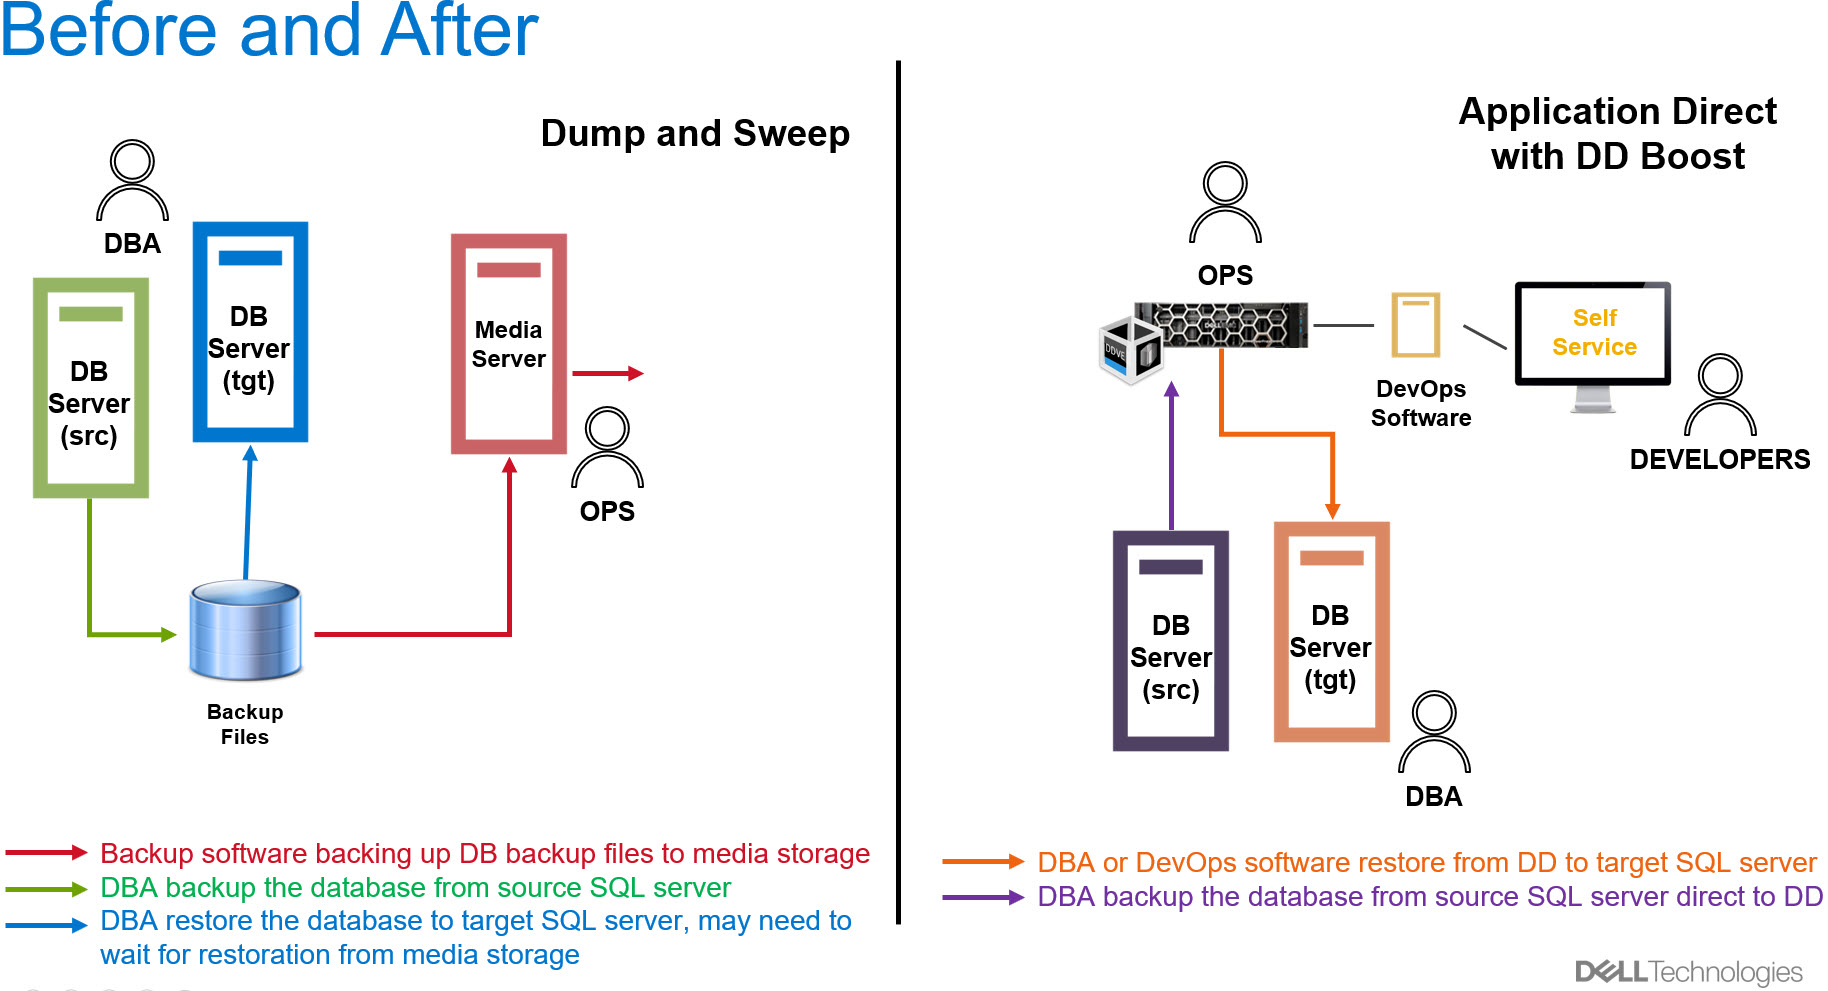 Before and After
Dump and Sweep
DBA
DB
Server
(src)
DB
Server
(tgt)
Media
Server
OPS
Backup
Files
Backup software backing up DB backup files to media storage
DBA backup the database from source SQL server
DBA restore the database to target SQL server, may need to
wait for restoration from media storage
Application Direct
with DD Boost
OPS
DDVE
DevOps
Software
Self
Service
DEVELOPERS
DB
Server
(src)
DB
Server
(tgt)
DBA
DBA or DevOps software restore from DD to target SQL server
DBA backup the database from source SQL server direct to DD
DELL Technologies